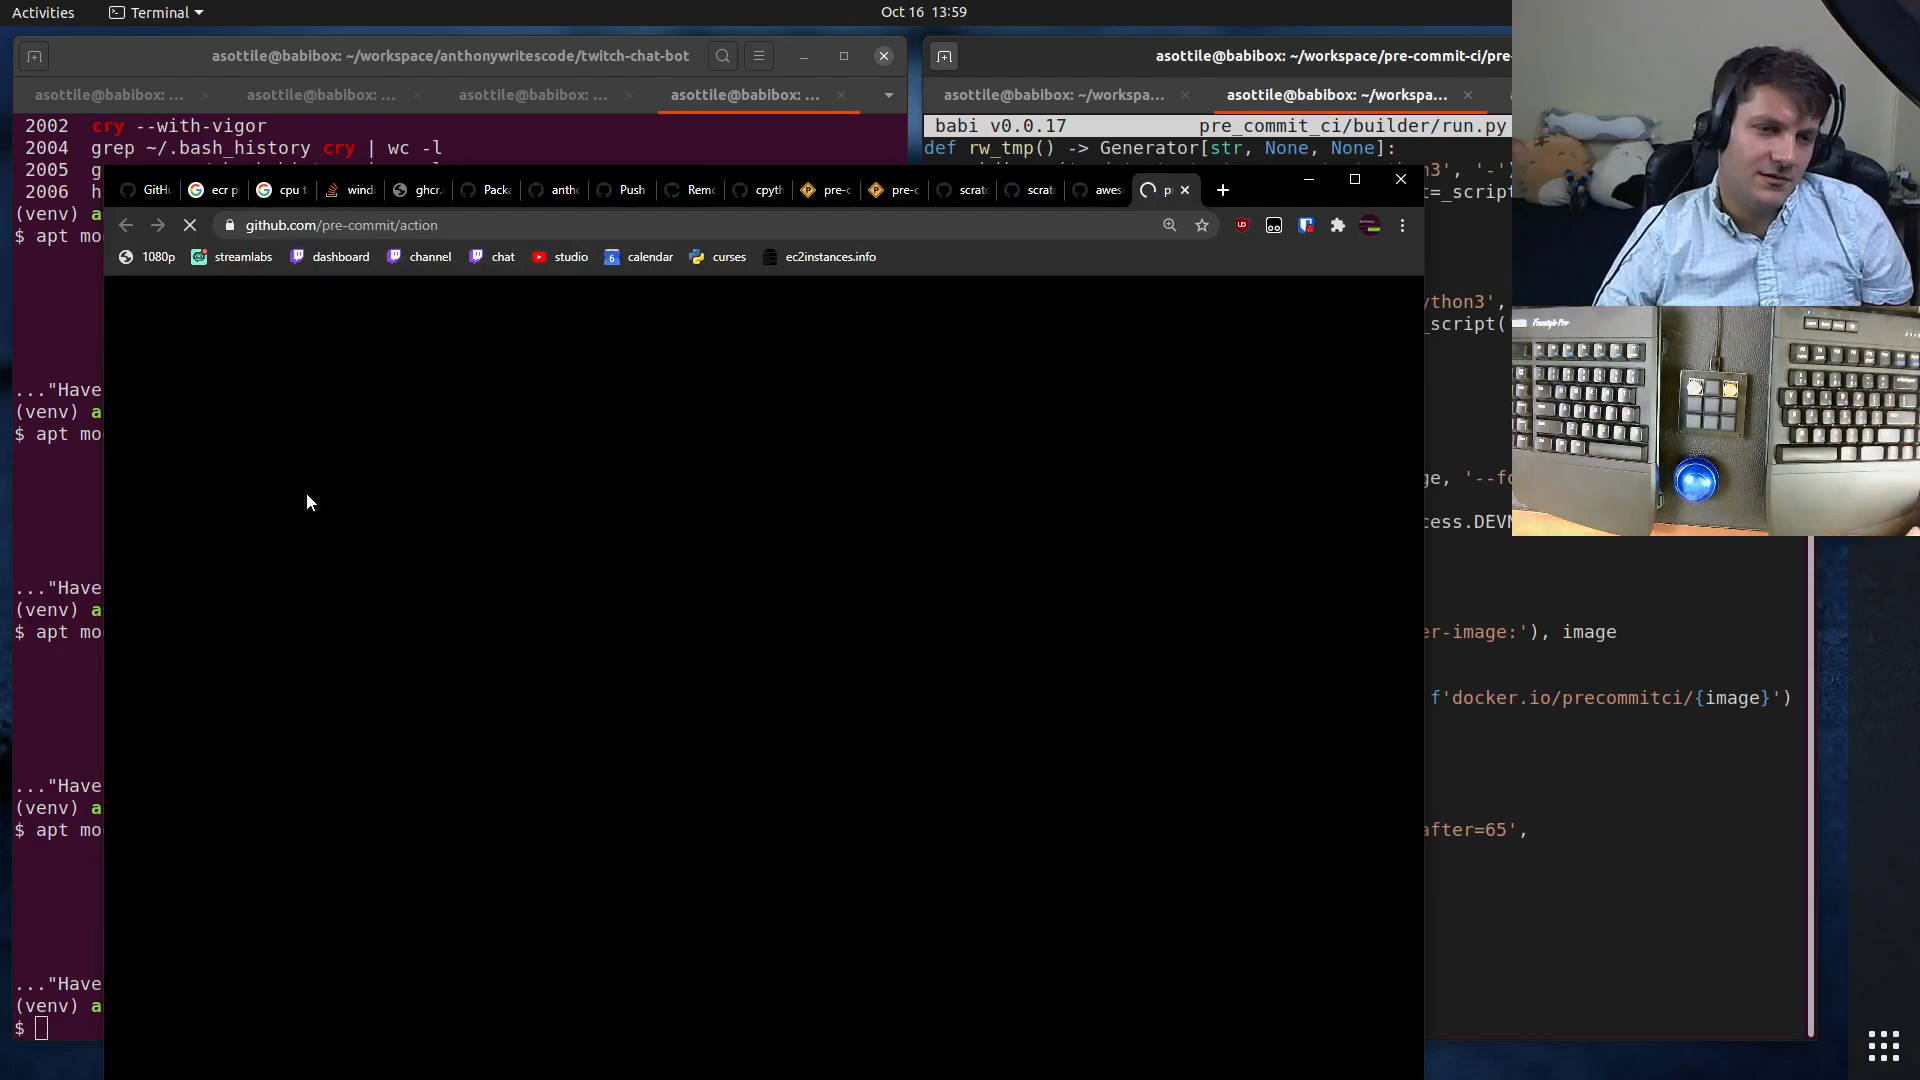 Activities
Terminal
Oct 16 13:59
asottile@babibox: ~/workspace/anthonywritescode/twitch-chat-bot
asottile@babibox: ...
asottile@babibox: ...
asottile@babibox: ...
asottile@babibox: ...
2002 cry --with-vigor
2004 grep ~/.bash_history cry | wc -l
2005 g
2006 h
(venv) a
$ apt mo
..."Have
(venv) a
$ apt mo
..."Have
(venv) a
$ apt mo
..."Have
(venv) a
$ apt mo
..."Have
(venv) a
$
asottile@babibox: ~/workspace/pre-commit-ci/pre-
asottile@babibox: ~/workspa...
asottile@babibox: ~/workspa...
babi v0.0.17 pre_commit_ci/builder/run.py
def rw_tmp() -> Generator[str, None, None]:
n3', '-')
t=_script
ython3',
_script(
ge, '--fo
cess.DEVN
er-image:'), image
f'docker.io/precommitci/{image}')
after=65',
GitHu
ecr p
cpu t
wind
ghcr.
Packa
anth
Push
Remo
cpyth
pre-c
pre-c
scrat
scrat
awes
p
github.com/pre-commit/action
1080p
streamlabs
dashboard
channel
chat
studio
calendar
curses
ec2instances.info
Freestyle Pro